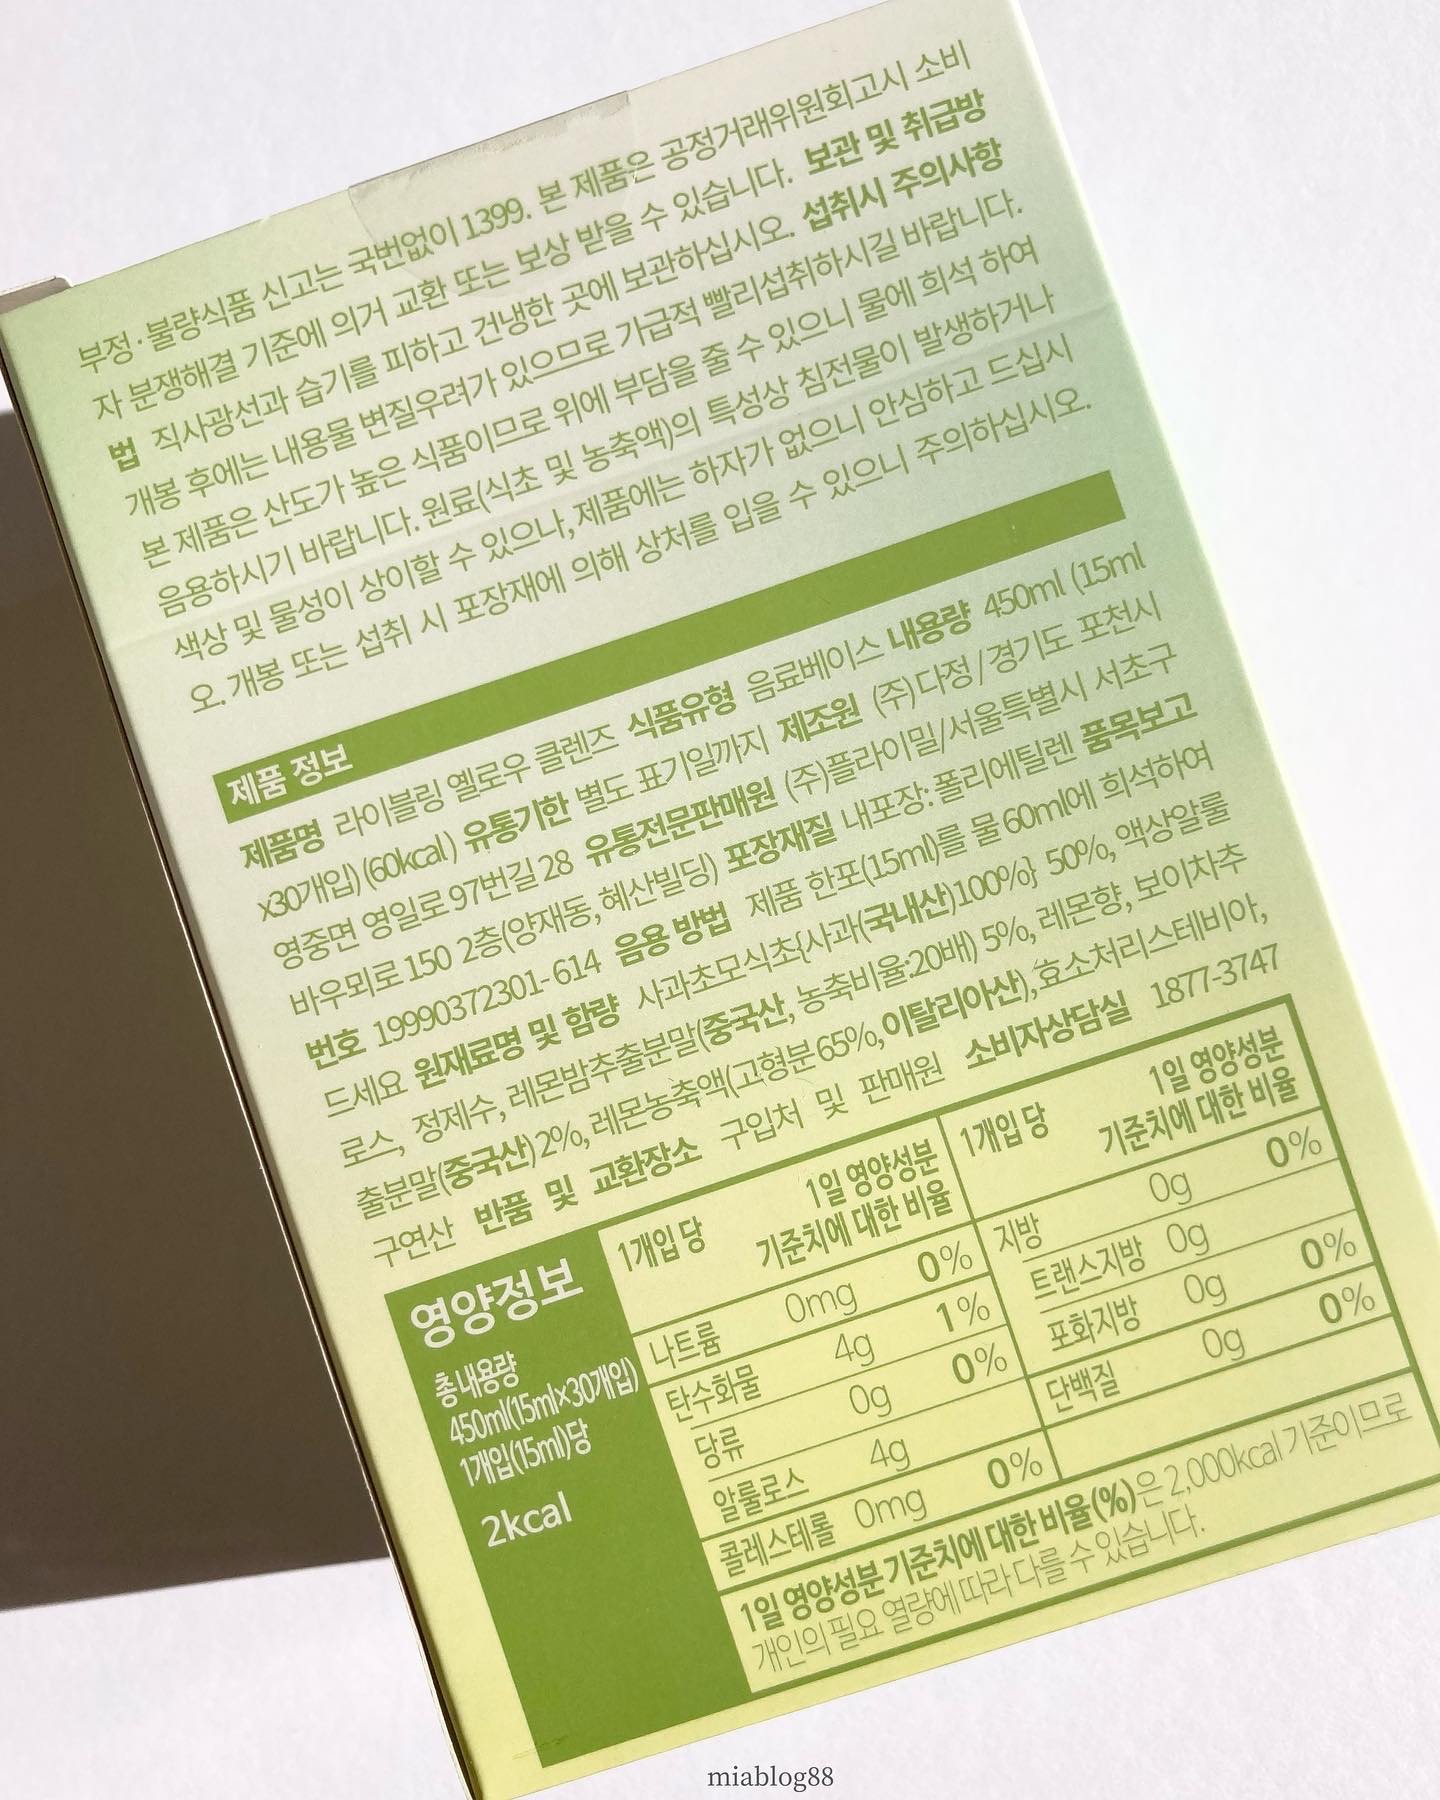 부정·불량식품 신고는 국번없이 1399. 본 제품은 공정거래위원회고시 소비
자 분쟁해결 기준에 의거 교환 또는 보상 받을 수 있습니다. 보관 및 취급방
법 직사광선과 습기를 피하고 건냉한 곳에 보관하십시오. 섭취시 주의사항
개봉 후에는 내용물 변질우려가 있으므로 가급적 빨리섭취하시길 바랍니다.
본 제품은 산도가 높은 식품이므로 위에 부담을 줄 수 있으니 물에 희석 하여
음용하시기 바랍니다. 원료(식초 및 농축액)의 특성상 침전물이 발생하거나
색상 및 물성이 상이할 수 있으나, 제품에는 하자가 없으니 안심하고 드십시
오. 개봉 또는 섭취 시 포장재에 의해 상처를 입을 수 있으니 주의하십시오.
제품 정보
제품명 라이블링 옐로우 클렌즈 식품유형 음료베이스 내용량 450ml (15ml
x30개입) (60kcal) 유통기한 별도 표기일까지 제조원 (주)다정 / 경기도 포천시
영중면 영일로 97번길 28 유통전문판매원 (주)플라이밀/서울특별시 서초구
바우뫼로 150 2층(양재동, 혜산빌딩) 포장재질 내포장: 폴리에틸렌 품목보고
번호 19990372301-614 음용 방법 제품 한포(15ml)를 물 60ml에 희석하여
드세요 원재료명 및 함량 사과초모식초{사과(국내산)100%} 50%, 액상알룰
로스, 정제수, 레몬밤추출분말(중국산, 농축비율:20배) 5%, 레몬향, 보이차추
출분말(중국산)2%, 레몬농축액(고형분 65%, 이탈리아산), 효소처리스테비아,
구연산 반품 및 교환장소 구입처 및 판매원 소비자상담실 1877-3747
영양정보
총 내용량
450ml(15ml×30개입)
1개입(15ml)당
2kcal
1개입 당 1일 영양성분
기준치에 대한 비율
나트륨 0mg 0%
탄수화물 4g 1%
당류 0g 0%
알룰로스 4g
콜레스테롤 0mg 0%
1개입 당 1일 영양성분
기준치에 대한 비율
지방 0g 0%
트랜스지방 0g
포화지방 0g 0%
단백질 0g 0%
1일 영양성분 기준치에 대한 비율(%)은 2,000kcal 기준이므로
개인의 필요 열량에 따라 다를 수 있습니다.
miablog88